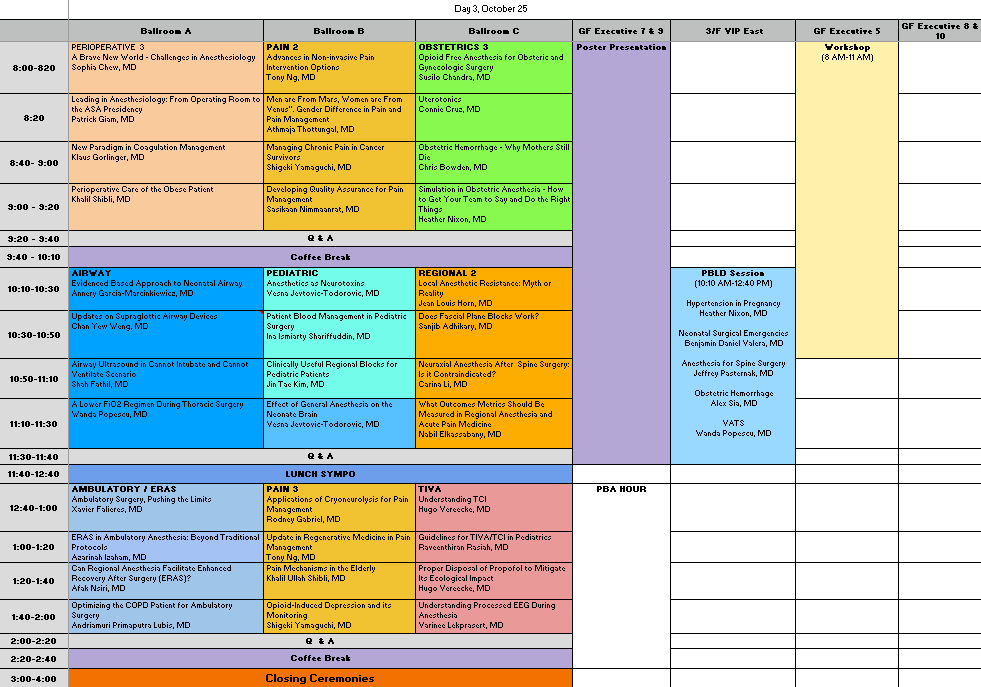 Day 3, October 25
Ballroom A
Ballroom B
Ballroom C
GF Executive 7 & 9
3/F VIP East
GF Executive 5
GF Executive 8 &
10
8:00-820
PERIOPERATIVE 3
A Brave New World - Challenges in Anesthesiology
Sophia Chew, MD
PAIN 2
Advances in Non-invasive Pain
Intervention Options
Tony Ng, MD
OBSTETRICS 3
Opioid Free Anesthesia for Obsteric and
Gynecologic Surgery
Susilo Chandra, MD
Poster Presentation
Workshop
(8 AM-11 AM)
8:20
Leading in Anesthesiology: From Operating Room to
the ASA Presidency
Patrick Giam, MD
Men are From Mars, Women are From
Venus". Gender Difference in Pain and
Pain Management
Athmaja Thottungal, MD
Uterotonics
Connie Cruz, MD
8:40- 9:00
New Paradigm in Coagulation Management
Klaus Gorlinger, MD
Managing Chronic Pain in Cancer
Survivors
Shigeki Yamaguchi, MD
Obstetric Hemorrhage - Why Mothers Still
Die
Chris Bowden, MD
9:00 - 9:20
Perioperative Care of the Obese Patient
Khalil Shibli, MD
Developing Quality Assurance for Pain
Management
Sasikaan Nimmaanrat, MD
Simulation in Obstetric Anesthesia - How
to Get Your Team to Say and Do the Right
Things
Heather Nixon, MD
9:20 - 9:40
Q & A
9:40 - 10:10
Coffee Break
10:10-10:30
AIRWAY
Evidenced Based Approach to Neonatal Airway
Annery Garcia-Marcinkiewicz, MD
PEDIATRIC
Anesthetics as Neurotoxins
Vesna Jevtovic-Todorovic, MD
REGIONAL 2
Local Anesthetic Resistance: Myth or
Reality
Jean Louis Horn, MD
PBLD Session
(10:10 AM-12:40 PM)
Hypertension in Pregnancy
Heather Nixon, MD
Neonatal Surgical Emergencies
Benjamin Daniel Valera, MD
Anesthesia for Spine Surgery
Jeffrey Pasternak, MD
Obstetric Hemorrhage
Alex Sia, MD
VATS
Wanda Popescu, MD
10:30-10:50
Updates on Supraglottic Airway Devices
Chan Yew Weng, MD
Patient Blood Management in Pediatric
Surgery
Ina Ismiarty Shariffuddin, MD
Does Fascial Plane Blocks Work?
Sanjib Adhikary, MD
10:50-11:10
Airway Ultrasound in Cannot Intubate and Cannot
Ventilate Scenario
Shah Fathil, MD
Clinically Useful Regional Blocks for
Pediatric Patients
Jin Tae Kim, MD
Neuraxial Anesthesia After Spine Surgery:
Is it Contraindicated?
Carina Li, MD
11:10-11:30
A Lower FiO2 Regimen During Thoracic Surgery
Wanda Popescu, MD
Effect of General Anesthesia on the
Neonate Brain
Vesna Jevtovic-Todorovic, MD
What Outcomes Metrics Should Be
Measured in Regional Anesthesia and
Acute Pain Medicine
Nabil Elkassabany, MD
11:30-11:40
Q & A
11:40-12:40
LUNCH SYMPO
12:40-1:00
AMBULATORY / ERAS
Ambulatory Surgery, Pushing the Limits
Xavier Falieres, MD
PAIN 3
Applications of Cryoneurolysis for Pain
Management
Rodney Gabriel, MD
TIVA
Understanding TCI
Hugo Vereecke, MD
PBA HOUR
1:00-1:20
ERAS in Ambulatory Anesthesia: Beyond Traditional
Protocols
Azarinah Izaham, MD
Update in Regenerative Medicine in Pain
Management
Tony Ng, MD
Guidelines for TIVA/TCI in Pediatrics
Raveenthiran Rasiah, MD
1:20-1:40
Can Regional Anesthesia Facilitate Enhanced
Recovery After Surgery (ERAS)?
Afak Nsiri, MD
Pain Mechanisms in the Elderly
Khalil Ullah Shibli, MD
Proper Disposal of Propofol to Mitigate
Its Ecological Impact
Hugo Vereecke, MD
1:40-2:00
Optimizing the COPD Patient for Ambulatory
Surgery
Andriamuri Primaputra Lubis, MD
Opioid-Induced Depression and its
Monitoring
Shigeki Yamaguchi, MD
Understanding Processed EEG During
Anesthesia
Varinee Lekprasert, MD
2:00-2:20
Q & A
2:20-2:40
Coffee Break
3:00-4:00
Closing Ceremonies